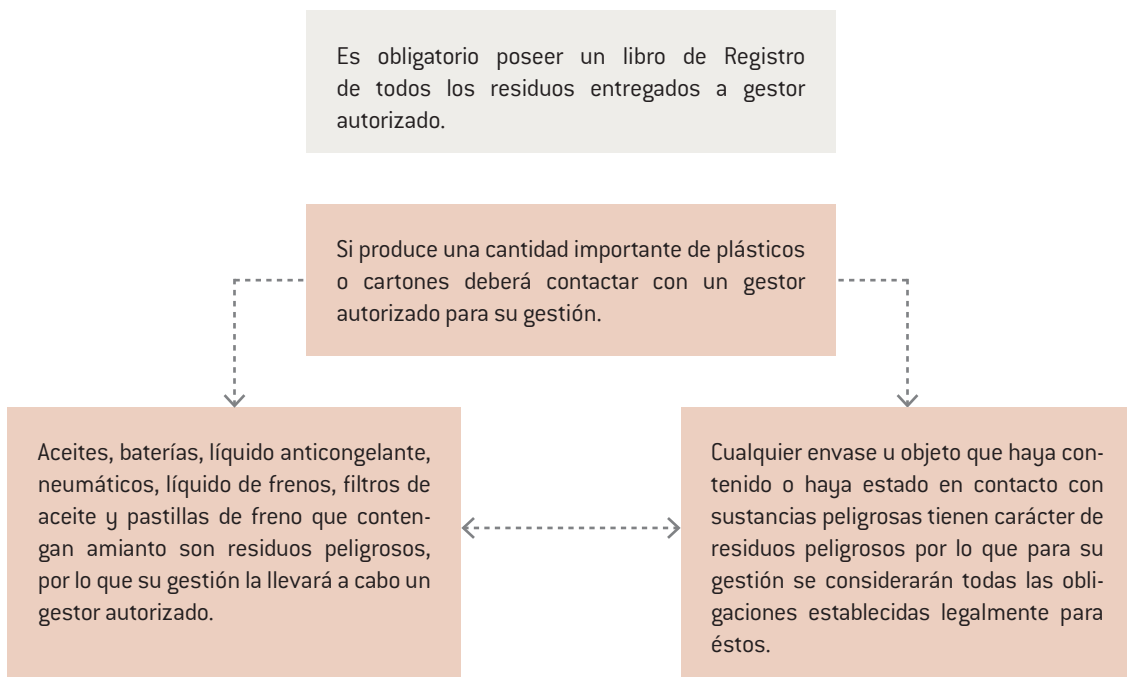 Es obligatorio poseer un libro de Registro
de todos los residuos entregados a gestor
autorizado.
Si produce una cantidad importante de plásticos
o cartones deberá contactar con un gestor
autorizado para su gestión.
Aceites, baterías, líquido anticongelante,
neumáticos, líquido de frenos, filtros de
aceite y pastillas de freno que conten-
gan amianto son residuos peligrosos,
por lo que su gestión la llevará a cabo un
gestor autorizado.
Cualquier envase u objeto que haya con-
tenido o haya estado en contacto con
sustancias peligrosas tienen carácter de
residuos peligrosos por lo que para su
gestión se considerarán todas las obli-
gaciones establecidas legalmente para
éstos.